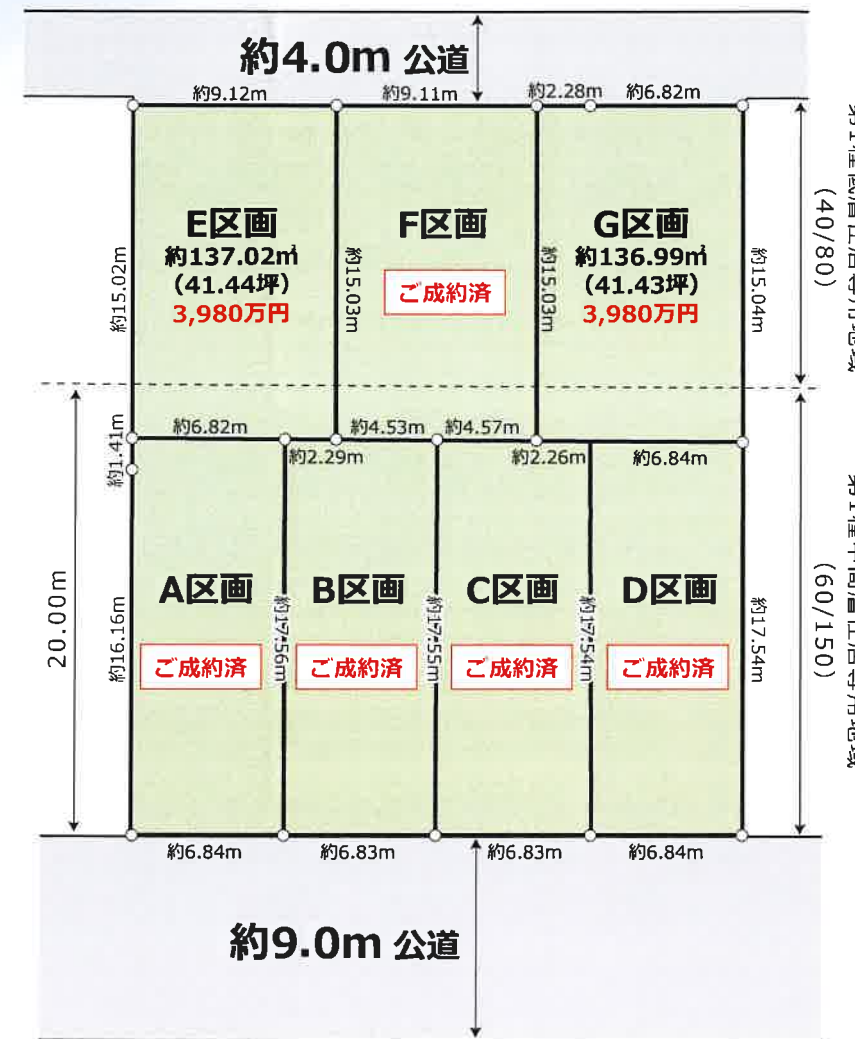 約4.0m 公道
約9.12m
約9.11m
約2.28m
約6.82m
E区画
約137.02㎡
(41.44坪)
3,980万円
F区画
ご成約済
G区画
約136.99㎡
(41.43坪)
3,980万円
約15.02m
約15.03m
約15.03m
約15.04m
(40/80)
約6.82m
約4.53m
約4.57m
約1.41m
約2.29m
約2.26m
約6.84m
20.00m
約16.16m
A区画
ご成約済
約17.56m
B区画
ご成約済
約17.55m
C区画
ご成約済
約17.54m
D区画
ご成約済
約17.54m
(60/150)
約6.84m
約6.83m
約6.83m
約6.84m
約9.0m 公道